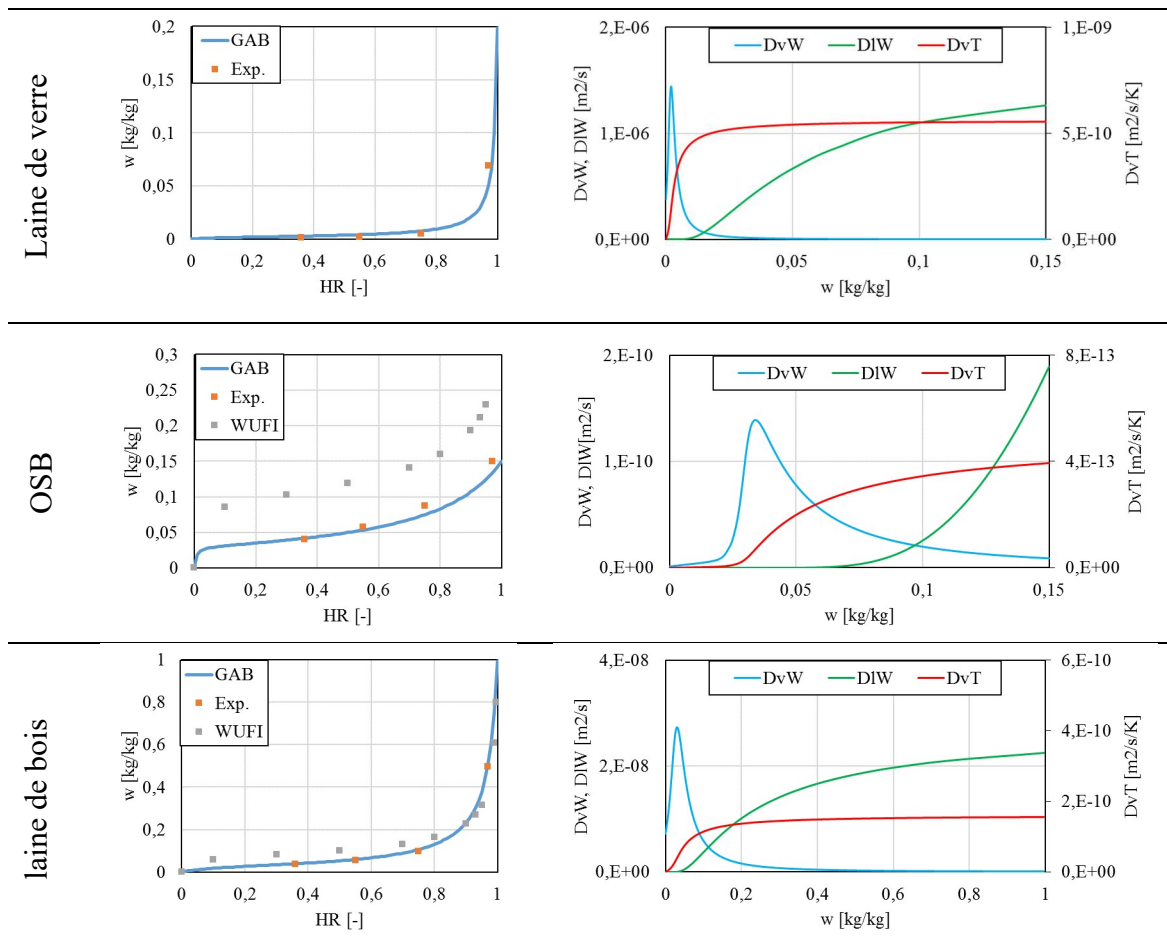 Laine de verre
0,2
0,15
0,1
0,05
0
w [kg/kg]
GAB
Exp.
0 0,2 0,4 0,6 0,8 1
HR [-]
2,E-06
1,E-06
0,E+00
DvW, DlW [m2/s]
DvW DlW DvT
1,E-09
5,E-10
0,E+00
DvT [m2/s/K]
0 0,05 0,1 0,15
w [kg/kg]
OSB
0,3
0,25
0,2
0,15
0,1
0,05
0
w [kg/kg]
GAB
Exp.
WUFI
0 0,2 0,4 0,6 0,8 1
HR [-]
2,E-10
1,E-10
0,E+00
DvW, DlW[m2/s]
DvW DlW DvT
8,E-13
4,E-13
0,E+00
DvT [m2/s/K]
0 0,05 0,1 0,15
w [kg/kg]
laine de bois
1
0,8
0,6
0,4
0,2
0
w [kg/kg]
GAB
Exp.
WUFI
0 0,2 0,4 0,6 0,8 1
HR [-]
4,E-08
2,E-08
0,E+00
DvW, DlW [m2/s]
DvW DlW DvT
6,E-10
4,E-10
2,E-10
0,E+00
DvT [m2/s/K]
0 0,2 0,4 0,6 0,8 1
w [kg/kg]